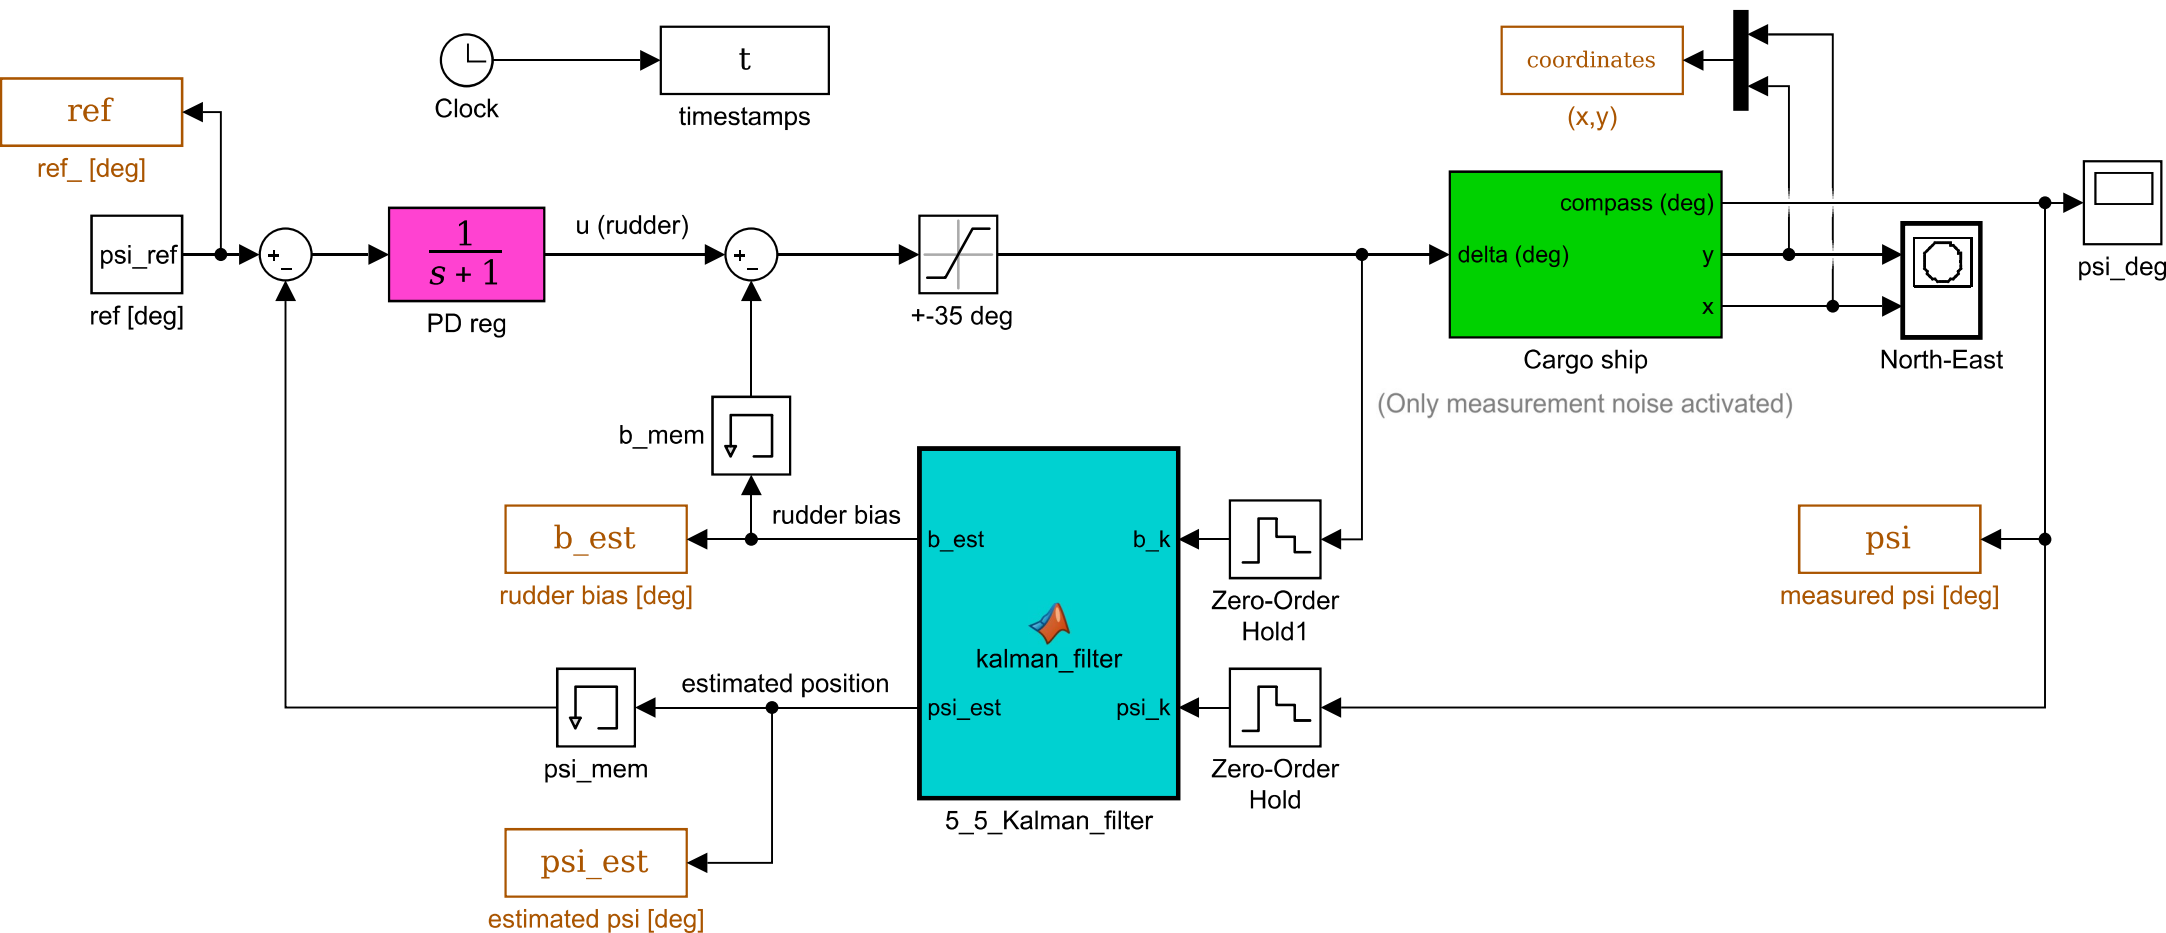 t
Clock
timestamps
coordinates
(x,y)
ref
ref_ [deg]
psi_ref
ref [deg]
+
−
1
s + 1
PD reg
u (rudder)
+
−
+-35 deg
delta (deg)
compass (deg)
y
x
Cargo ship
(Only measurement noise activated)
North-East
psi_deg
b_mem
rudder bias
b_est
rudder bias [deg]
b_est
b_k
kalman_filter
psi_est
psi_k
5_5_Kalman_filter
Zero-Order
Hold1
Zero-Order
Hold
psi
measured psi [deg]
estimated position
psi_mem
psi_est
estimated psi [deg]